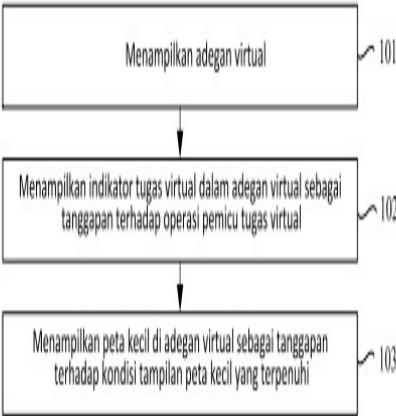 Menampilkan adegan virtual
101
Menampilkan indikator tugas virtual dalam adegan virtual sebagai
tanggapan terhadap operasi pemicu tugas virtual
102
Menampilkan peta kecil di adegan virtual sebagai tanggapan
terhadap kondisi tampilan peta kecil yang terpenuhi
103